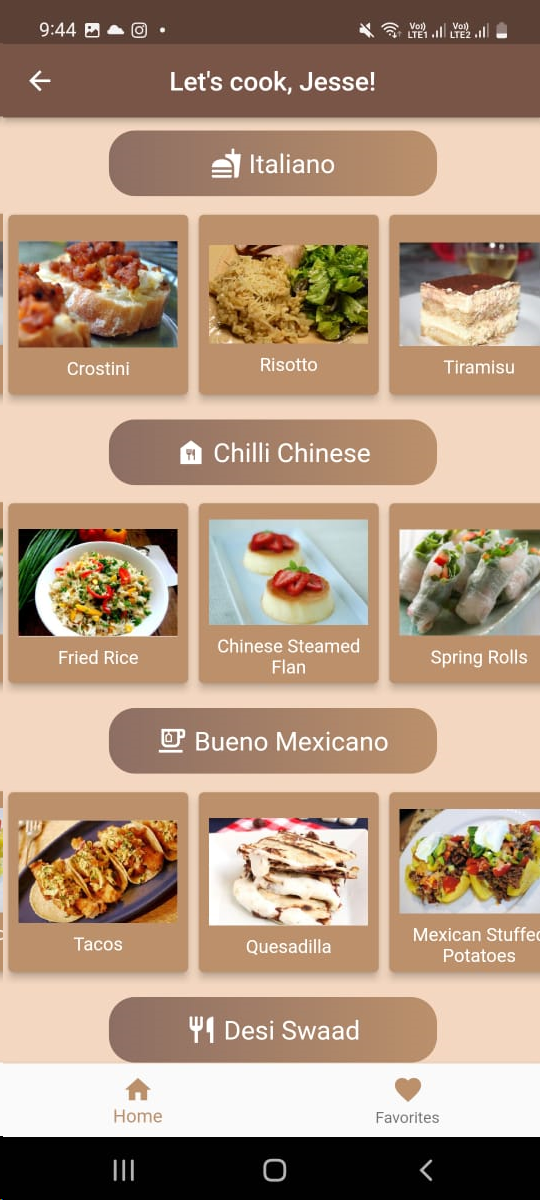 9:44
Vo)) LTE1
Vo)) LTE2
Let's cook, Jesse!
Italiano
Crostini
Risotto
Tiramisu
Chilli Chinese
Fried Rice
Chinese Steamed
Flan
Spring Rolls
Bueno Mexicano
Tacos
Quesadilla
Mexican Stuffed
Potatoes
Desi Swaad
Home
Favorites